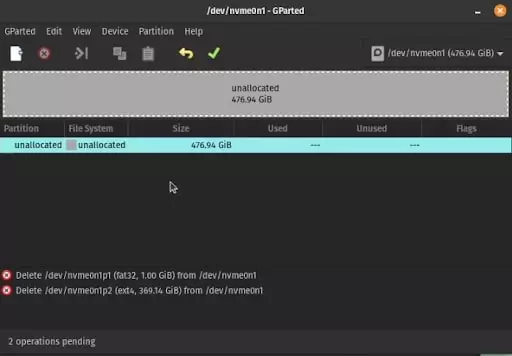 /dev/nvme0n1 - GParted
GParted Edit View Device Partition Help
/dev/nvme0n1 (476.94 GiB)
unallocated
476.94 GiB
Partition File System Size Used Unused Flags
unallocated unallocated 476.94 GiB --- ---
Delete /dev/nvme0n1p1 (fat32, 1.00 GiB) from /dev/nvme0n1
Delete /dev/nvme0n1p2 (ext4, 369.14 GiB) from /dev/nvme0n1
2 operations pending